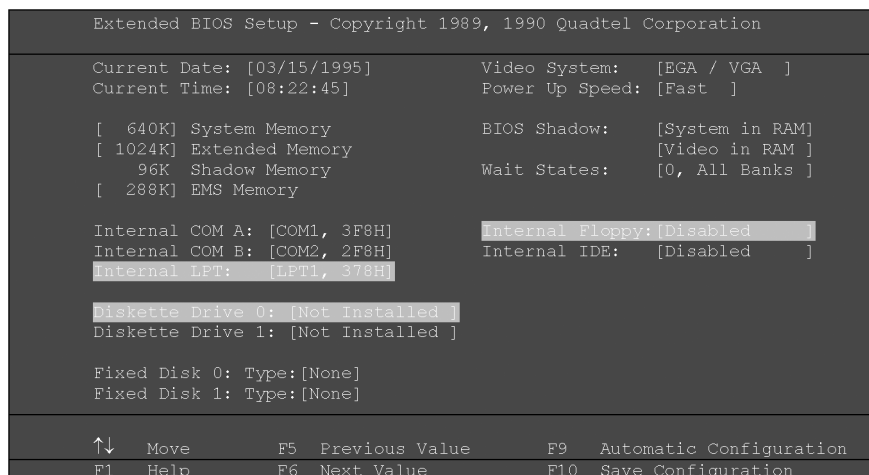 Extended BIOS Setup - Copyright 1989, 1990 Quadtel Corporation
Current Date: [03/15/1995] Video System: [EGA / VGA ]
Current Time: [08:22:45] Power Up Speed: [Fast ]
[ 640K] System Memory BIOS Shadow: [System in RAM]
[ 1024K] Extended Memory [Video in RAM ]
96K Shadow Memory Wait States: [0, All Banks ]
[ 288K] EMS Memory
Internal COM A: [COM1, 3F8H] Internal Floppy:[Disabled ]
Internal COM B: [COM2, 2F8H] Internal IDE: [Disabled ]
Internal LPT: [LPT1, 378H]
Diskette Drive 0: [Not Installed ]
Diskette Drive 1: [Not Installed ]
Fixed Disk 0: Type:[None]
Fixed Disk 1: Type:[None]
↑↓ Move F5 Previous Value F9 Automatic Configuration
F1 Help F6 Next Value F10 Save Configuration